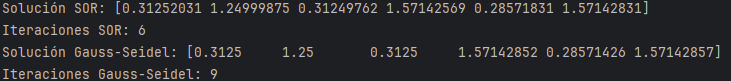 Solución SOR: [0.31252031 1.24999875 0.31249762 1.57142569 0.28571831 1.57142831]
Iteraciones SOR: 6
Solución Gauss-Seidel: [0.3125     1.25       0.3125     1.57142852 0.28571426 1.57142857]
Iteraciones Gauss-Seidel: 9